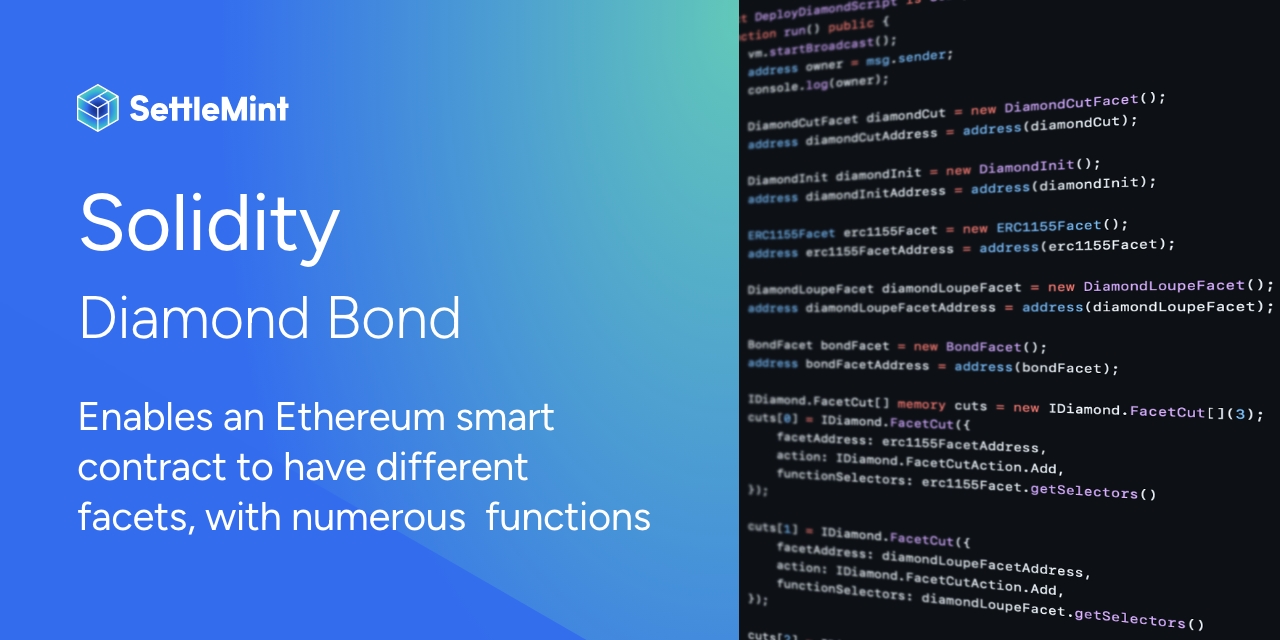 SettleMint
Solidity
Diamond Bond
Enables an Ethereum smart
contract to have different
facets, with numerous  functions
DeployDiamondScript is
run() public {
vm.startBroadcast();
address owner = msg.sender;
console.log(owner);
DiamondCutFacet diamondCut = new DiamondCutFacet();
address diamondCutAddress = address(diamondCut);
DiamondInit diamondInit = new DiamondInit();
address diamondInitAddress = address(diamondInit);
ERC1155Facet erc1155Facet = new ERC1155Facet();
address erc1155FacetAddress = address(erc1155Facet);
DiamondLoupeFacet diamondLoupeFacet = new DiamondLoupeFacet();
address diamondLoupeFacetAddress = address(diamondLoupeFacet);
BondFacet bondFacet = new BondFacet();
address bondFacetAddress = address(bondFacet);
IDiamond.FacetCut[] memory cuts = new IDiamond.FacetCut[](3);
cuts[0] = IDiamond.FacetCut({
facetAddress: erc1155FacetAddress,
action: IDiamond.FacetCutAction.Add,
functionSelectors: erc1155Facet.getSelectors()
});
cuts[1] = IDiamond.FacetCut({
facetAddress: diamondLoupeFacetAddress,
action: IDiamond.FacetCutAction.Add,
functionSelectors: diamondLoupeFacet.getSelectors()
});
cuts[2] =